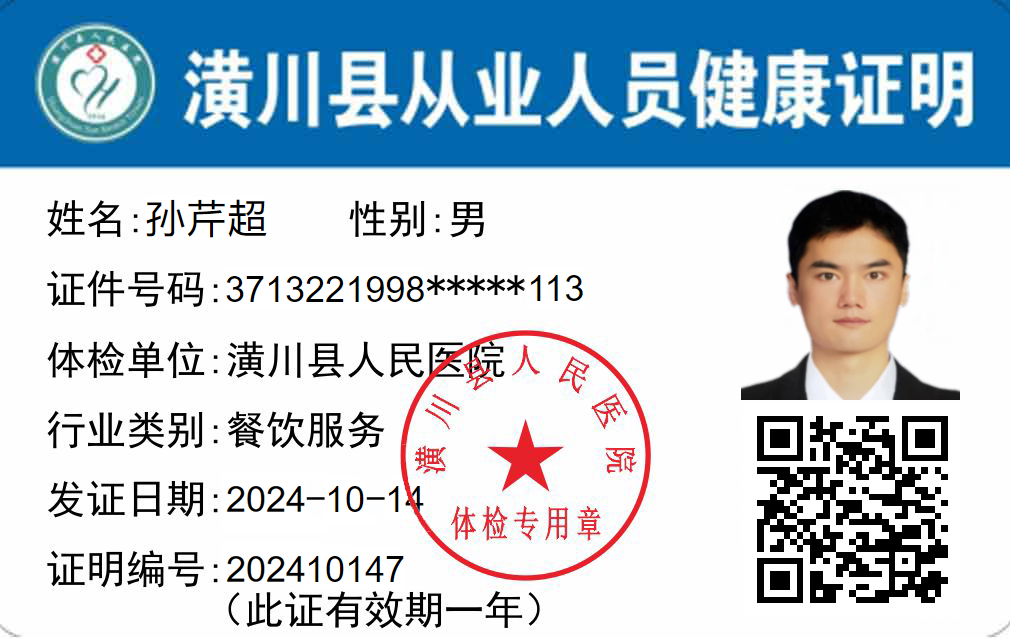 潢川县从业人员健康证明
姓名:孙芹超 性别:男
证件号码:3713221998*****113
体检单位:潢川县人民医院
行业类别:餐饮服务
发证日期:2024-10-14
证明编号:202410147
(此证有效期一年)
潢川县人民医院
体检专用章